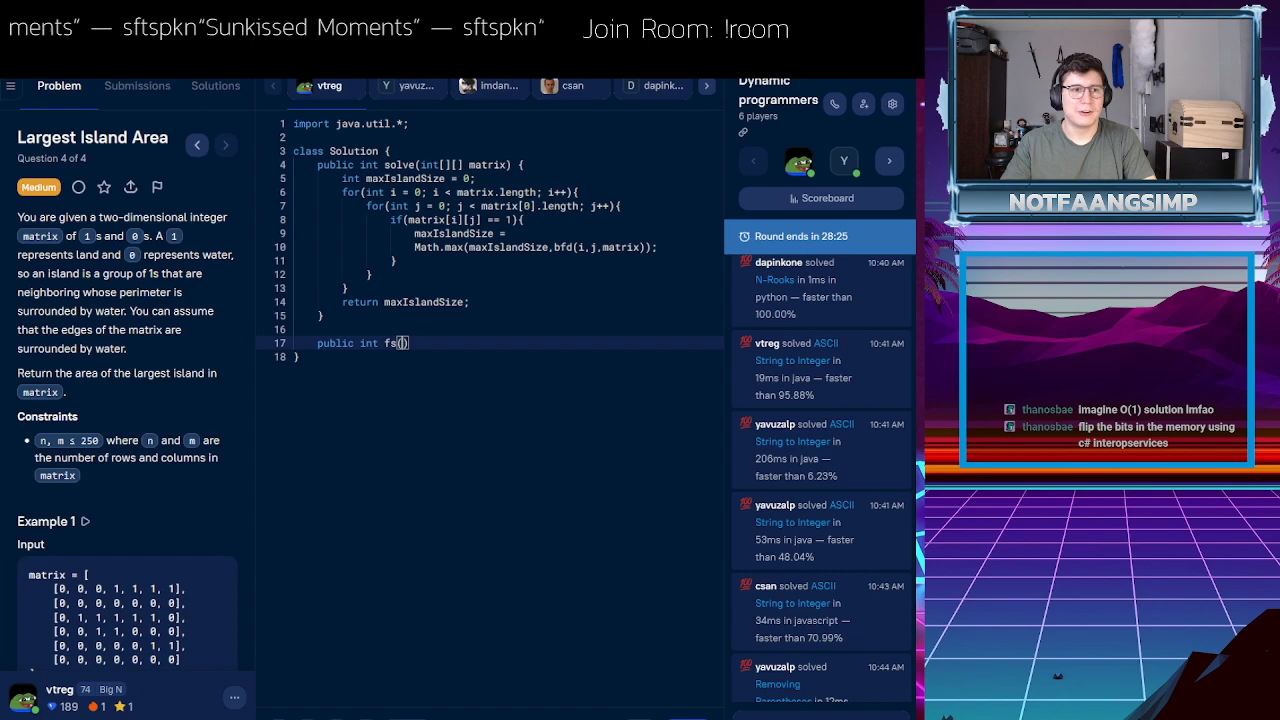 ments" — sftspkn"Sunkissed Moments" — sftspkn"
Join Room: !room
Problem
Submissions
Solutions
vtreg
Y yavuz...
imdan...
csan
D dapink...
Largest Island Area
Question 4 of 4
Medium
You are given a two-dimensional integer
matrix of 1s and 0s. A 1
represents land and 0 represents water,
so an island is a group of 1s that are
neighboring whose perimeter is
surrounded by water. You can assume
that the edges of the matrix are
surrounded by water.
Return the area of the largest island in
matrix.
Constraints
n, m ≤ 250 where n and m are
the number of rows and columns in
matrix
Example 1
Input
matrix = [
[0, 0, 0, 1, 1, 1, 1],
[0, 0, 0, 0, 0, 0, 0],
[0, 1, 1, 1, 1, 1, 0],
[0, 0, 1, 1, 0, 0, 0],
[0, 0, 0, 0, 1, 1],
[0, 0, 0, 0, 0, 0, 0]
vtreg 74 Big N
189 1 1
1 import java.util.*;
2
3 class Solution {
4 public int solve(int[][] matrix) {
5 int maxIslandSize = 0;
6 for(int i = 0; i < matrix.length; i++){
7 for(int j = 0; j < matrix[0].length; j++){
8 if(matrix[i][j] == 1){
9 maxIslandSize =
10 Math.max(maxIslandSize,bfd(i,j,matrix));
11 }
12 }
13 }
14 return maxIslandSize;
15 }
16
17 public int fs()
18 }
Dynamic
programmers
6 players
Y
Scoreboard
Round ends in 28:25
dapinkone solved 10:40 AM
N-Rooks in 1ms in
python — faster than
100.00%
vtreg solved ASCII 10:41 AM
String to Integer in
19ms in java — faster
than 95.88%
yavuzalp solved ASCII 10:41 AM
String to Integer in
206ms in java —
faster than 6.23%
yavuzalp solved ASCII 10:41 AM
String to Integer in
53ms in java — faster
than 48.04%
csan solved ASCII 10:43 AM
String to Integer in
34ms in javascript —
faster than 70.99%
yavuzalp solved 10:44 AM
Removing
NOTFAANGSIMP
thanosbae Imagine O(1) solution lmfao
thanosbae flip the bits in the memory using
c# interopservices